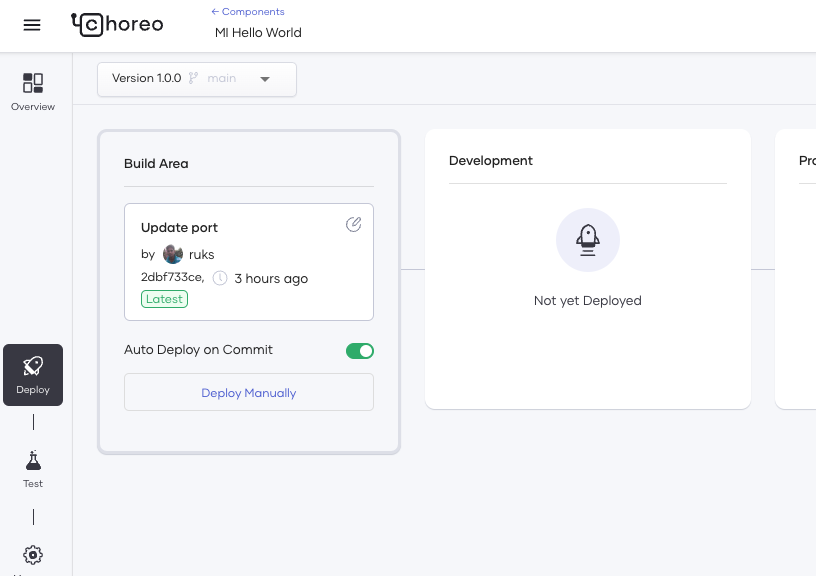 Choreo
← Components
MI Hello World
Version 1.0.0 main
Overview
Build Area
Update port
by ruks
2dbf733ce, 3 hours ago
Latest
Auto Deploy on Commit
Deploy Manually
Development
Not yet Deployed
Pro
Deploy
Test